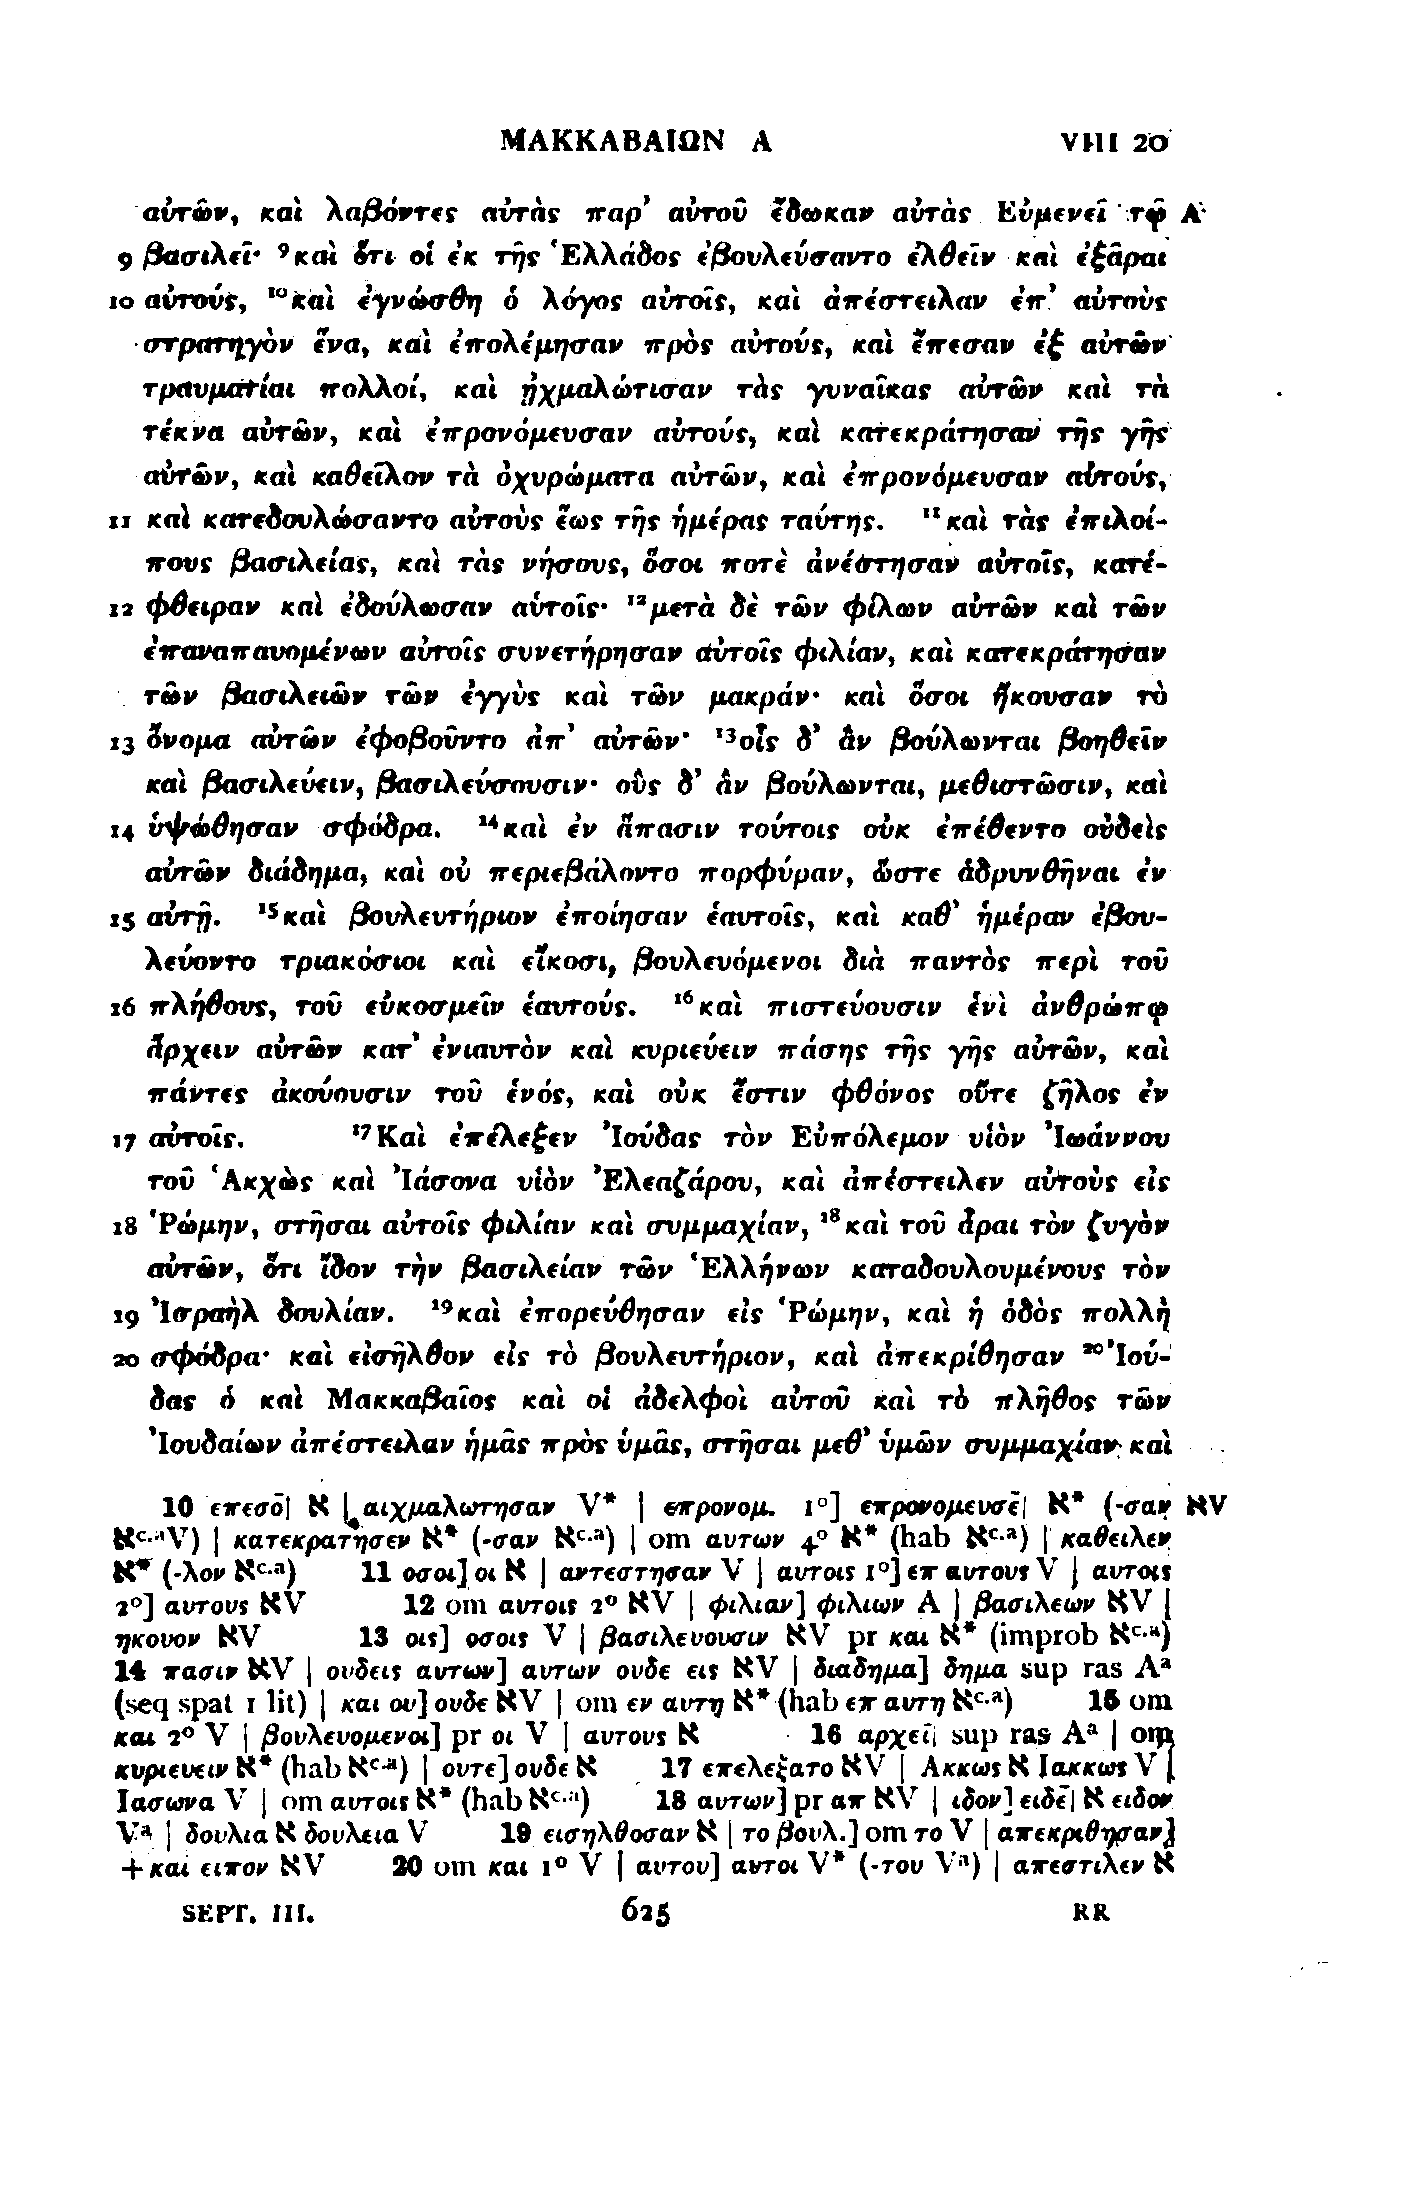 ΜΑΚΚΑΒΑΙΩΝ Α VIII 20
αὐτῶν, καὶ λαβόντες αὐτὰς παρ’ αὐτοῦ ἔδωκαν αὐτὰς Εὐμενεῖ τῷ A
9 βασιλεῖ· ⁹καὶ ὅτι οἱ ἐκ τῆς Ἑλλάδος ἐβουλεύσαντο ἐλθεῖν καὶ ἐξᾶραι
10 αὐτούς, ¹⁰καὶ ἐγνώσθη ὁ λόγος αὐτοῖς, καὶ ἀπέστειλαν ἐπ’ αὐτοὺς
στρατηγὸν ἕνα, καὶ ἐπολέμησαν πρὸς αὐτούς, καὶ ἔπεσαν ἐξ αὐτῶν
τραυματίαι πολλοί, καὶ ᾐχμαλώτισαν τὰς γυναῖκας αὐτῶν καὶ τὰ
τέκνα αὐτῶν, καὶ ἐπρονόμευσαν αὐτούς, καὶ κατεκράτησαν τῆς γῆς
αὐτῶν, καὶ καθεῖλον τὰ ὀχυρώματα αὐτῶν, καὶ ἐπρονόμευσαν αὐτούς,
11 καὶ κατεδουλώσαντο αὐτοὺς ἕως τῆς ἡμέρας ταύτης. ¹¹καὶ τὰς ἐπιλοί-
πους βασιλείας, καὶ τὰς νήσους, ὅσοι ποτὲ ἀνέστησαν αὐτοῖς, κατέ-
12 φθειραν καὶ ἐδούλωσαν αὐτοῖς· ¹²μετὰ δὲ τῶν φίλων αὐτῶν καὶ τῶν
ἐπαναπαυομένων αὐτοῖς συνετήρησαν αὐτοῖς φιλίαν, καὶ κατεκράτησαν
τῶν βασιλειῶν τῶν ἐγγὺς καὶ τῶν μακράν· καὶ ὅσοι ἤκουσαν τὸ
13 ὄνομα αὐτῶν ἐφοβοῦντο ἀπ’ αὐτῶν· ¹³οἷς δ’ ἂν βούλωνται βοηθεῖν
καὶ βασιλεύειν, βασιλεύσουσιν· οὓς δ’ ἂν βούλωνται, μεθιστῶσιν, καὶ
14 ὑψώθησαν σφόδρα. ¹⁴καὶ ἐν ἅπασιν τούτοις οὐκ ἐπέθεντο οὐδεὶς
αὐτῶν διάδημα, καὶ οὐ περιεβάλοντο πορφύραν, ὥστε ἁδρυνθῆναι ἐν
15 αὐτῇ. ¹⁵καὶ βουλευτήριον ἐποίησαν ἑαυτοῖς, καὶ καθ’ ἡμέραν ἐβου-
λεύοντο τριακόσιοι καὶ εἴκοσι, βουλευόμενοι διὰ παντὸς περὶ τοῦ
16 πλήθους, τοῦ εὐκοσμεῖν ἑαυτούς. ¹⁶καὶ πιστεύουσιν ἑνὶ ἀνθρώπῳ
ἄρχειν αὐτῶν κατ’ ἐνιαυτὸν καὶ κυριεύειν πάσης τῆς γῆς αὐτῶν, καὶ
πάντες ἀκούουσιν τοῦ ἑνός, καὶ οὐκ ἔστιν φθόνος οὔτε ζῆλος ἐν
17 αὐτοῖς. ¹⁷Καὶ ἐπέλεξεν Ἰούδας τὸν Εὐπόλεμον υἱὸν Ἰωάννου
τοῦ Ἁκχὼς καὶ Ἰάσονα υἱὸν Ἐλεαζάρου, καὶ ἀπέστειλεν αὐτοὺς εἰς
18 Ῥώμην, στῆσαι αὐτοῖς φιλίαν καὶ συμμαχίαν, ¹⁸καὶ τοῦ ἆραι τὸν ζυγὸν
αὐτῶν, ὅτι ἴδον τὴν βασιλείαν τῶν Ἑλλήνων καταδουλουμένους τὸν
19 Ἰσραὴλ δουλίαν. ¹⁹καὶ ἐπορεύθησαν εἰς Ῥώμην, καὶ ἡ ὁδὸς πολλὴ
20 σφόδρα· καὶ εἰσῆλθον εἰς τὸ βουλευτήριον, καὶ ἀπεκρίθησαν ²⁰Ἰού-
δας ὁ καὶ Μακκαβαῖος καὶ οἱ ἀδελφοὶ αὐτοῦ καὶ τὸ πλῆθος τῶν
Ἰουδαίων ἀπέστειλαν ἡμᾶς πρὸς ὑμᾶς, στῆσαι μεθ’ ὑμῶν συμμαχίαν καὶ
10 επεσο̄| א | αιχμαλωτησαν V* | επρονομ. 1°] επρονομευσε̄| א* (-σαν אV
אc.aV) | κατεκρατησεν א* (-σαν אc.a) | om αυτων 4° א* (hab אc.a) | καθειλεν
א* (-λον אc.a) 11 οσοι] οι א | αντεστησαν V | αυτοις 1°] επ αυτους V | αυτοις
2°] αυτους אV 12 om αυτοις 2° אV | φιλιαν] φιλιων A | βασιλεων אV |
ηκουον אV 13 οις] οσοις V | βασιλευουσιν אV pr και א* (improb אc.a)
14 πασιν אV | ουδεις αυτων] αυτων ουδε εις אV | διαδημα] δημα sup ras Aa
(seq spat 1 lit) | και ου] ουδε אV | om εν αυτη א* (hab επ αυτη אc.a) 15 om
και 2° V | βουλευομενοι] pr οι V | αυτους א 16 αρχεῑ| sup ras Aa | om
κυριευειν א* (hab אc.a) | ουτε] ουδε א 17 επελεξατο אV | Ακκως א Ιακκως V |
Ιασωνα V | om αυτοις א* (hab אc.a) 18 αυτων] pr απ אV | ιδον] ειδε̄| א ειδον
Va | δουλια א δουλεια V 19 εισηλθοσαν א | το βουλ.] om το V | απεκριθησαν]
+ και ειπον אV 20 om και 1° V | αυτου] αυτοι V* (-του Va) | απεστιλεν א
SEPT. III. 625 RR